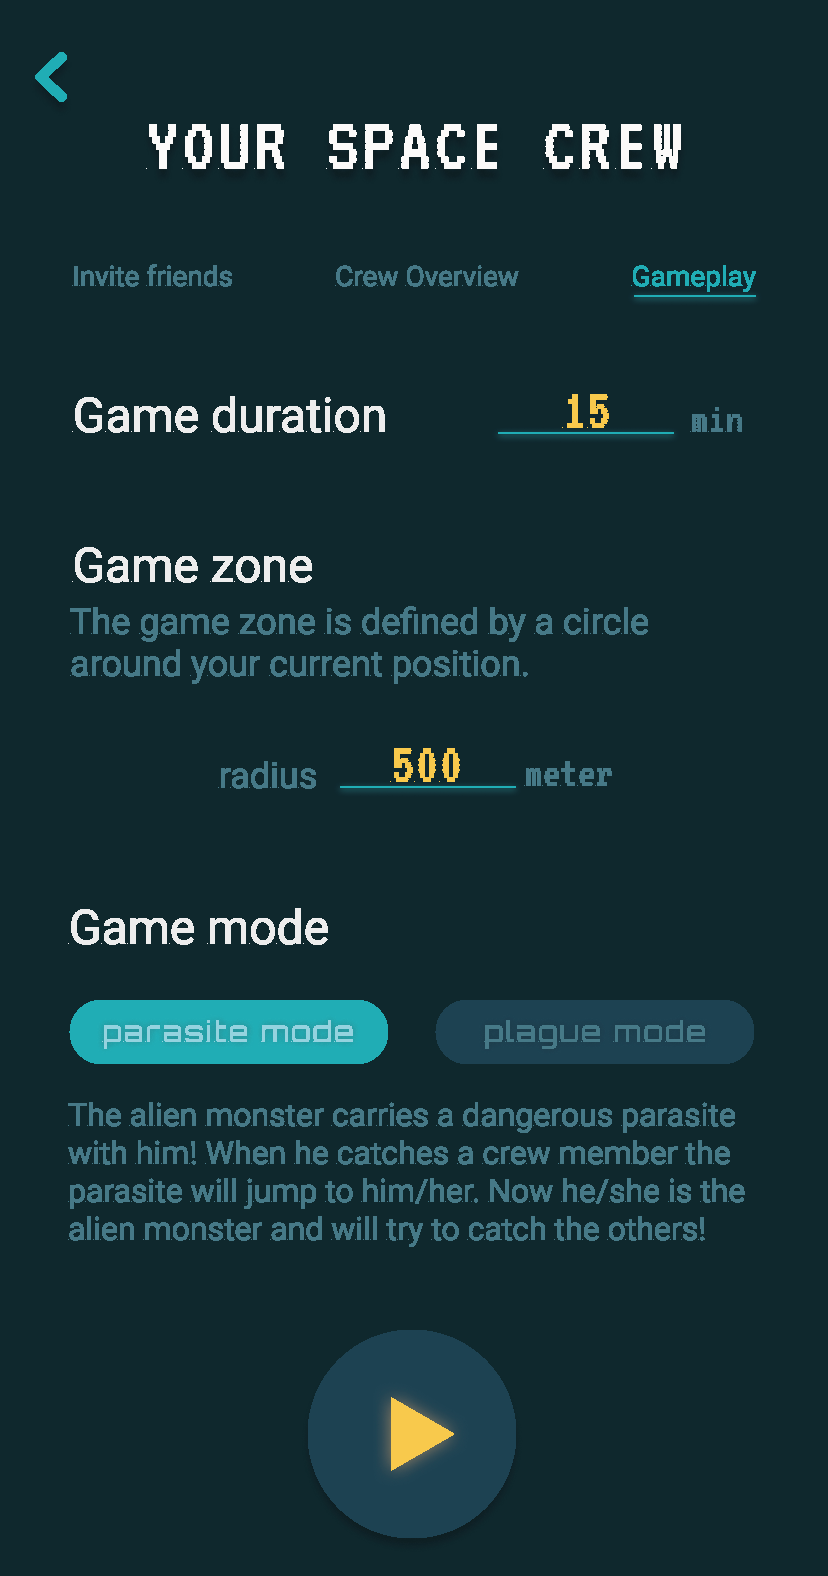 YOUR SPACE CREW
Invite friends Crew Overview Gameplay
Game duration 15 min
Game zone
The game zone is defined by a circle
around your current position.
radius 500 meter
Game mode
parasite mode plague mode
The alien monster carries a dangerous parasite
with him! When he catches a crew member the
parasite will jump to him/her. Now he/she is the
alien monster and will try to catch the others!